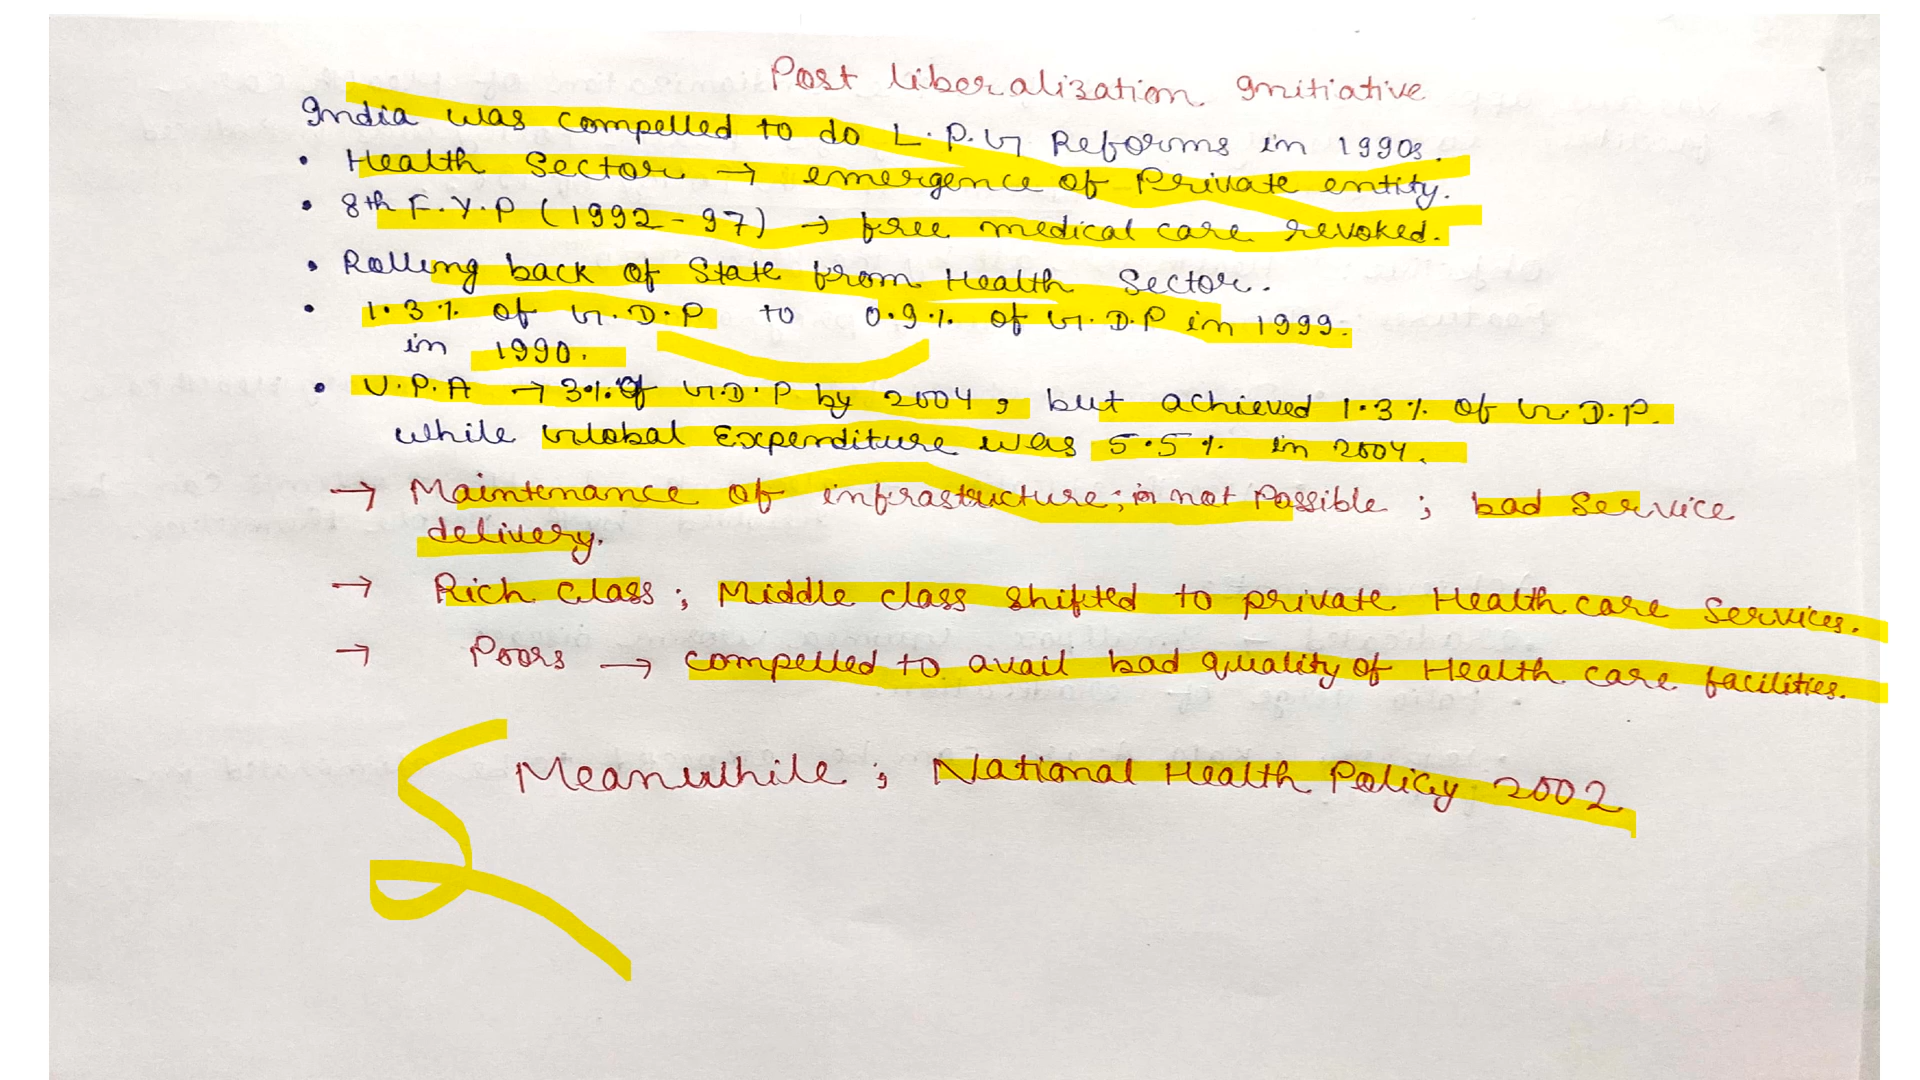 Post liberalization Initiative
India was compelled to do L.P.G Reforms in 1990s.
• Health Sector → emergence of Private entity.
• 8th F.Y.P (1992-97) → free medical care revoked.
• Rolling back of State from Health Sector.
• 1.3% of G.D.P to 0.9% of G.D.P in 1999.
in 1990.
• U.P.A → 3% of G.D.P by 2004, but achieved 1.3% of G.D.P.
while Global Expenditure was 5.5% in 2004.
→ Maintenance of infrastructure; is not Possible ; bad Service
delivery.
→ Rich Class ; Middle class shifted to private Health care Services.
→ Poors → compelled to avail bad quality of Health care facilities.
Meanwhile ; National Health Policy 2002